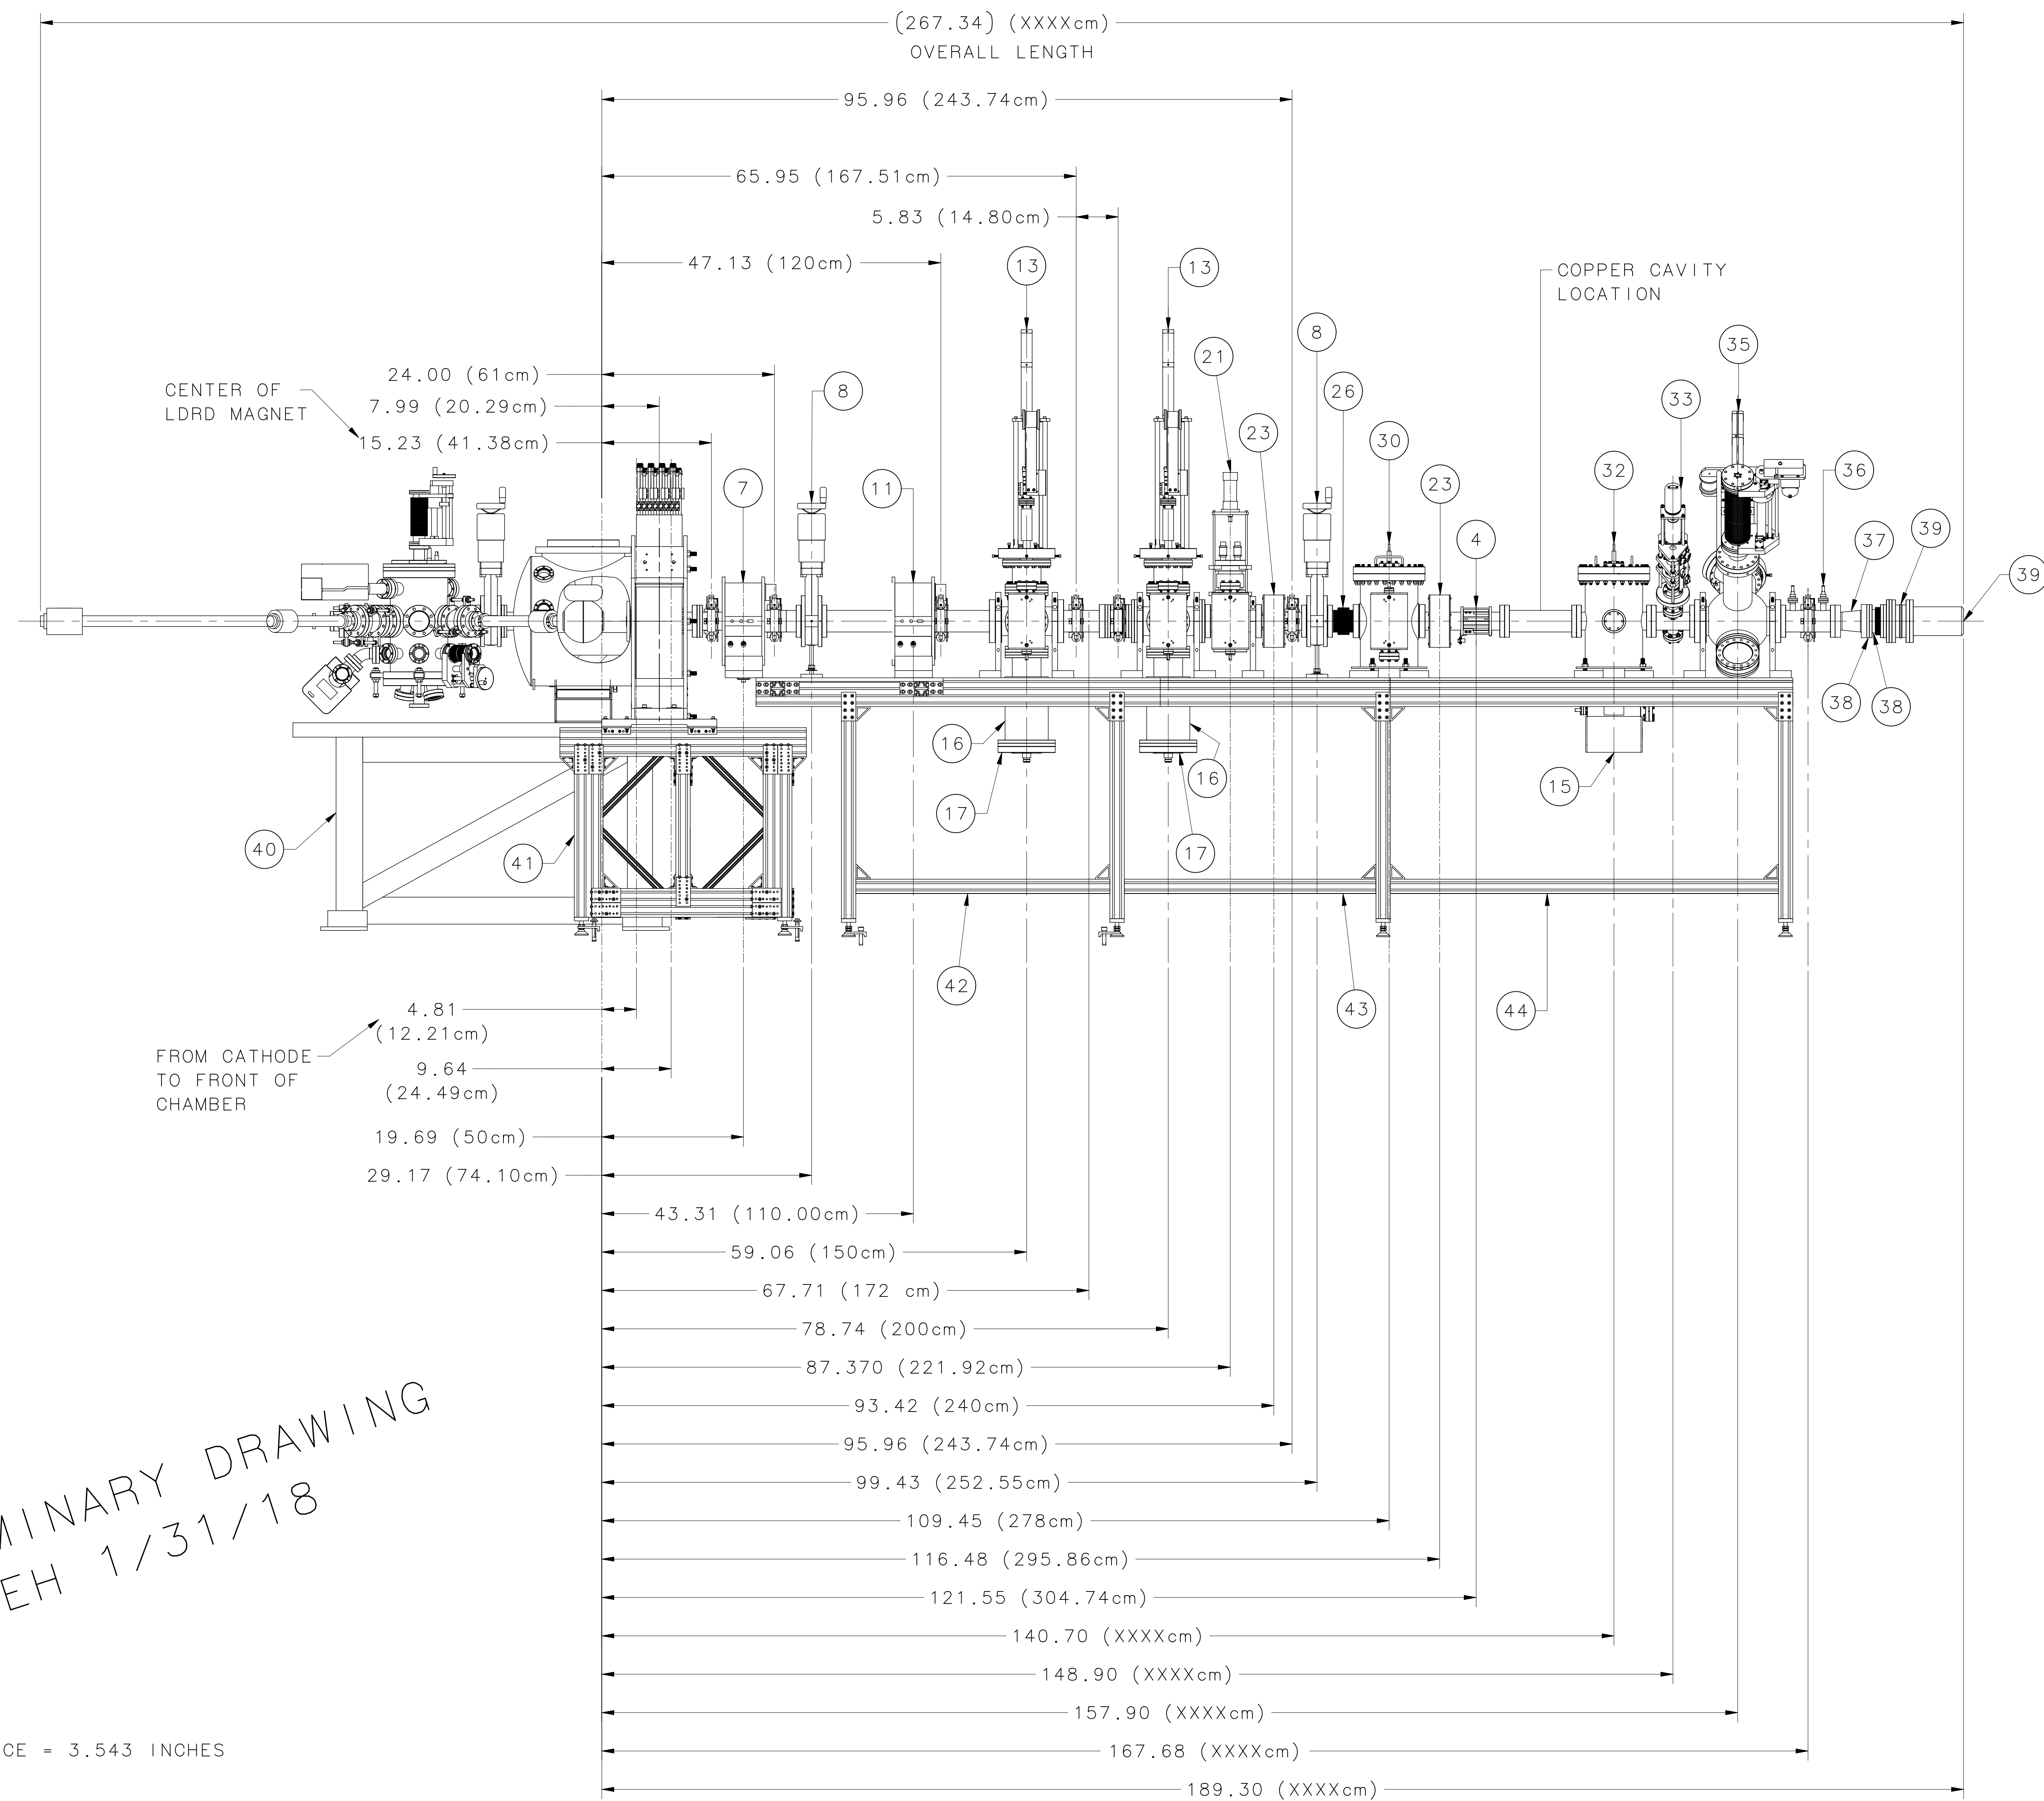 (267.34) (XXXXcm)
OVERALL LENGTH
95.96 (243.74cm)
65.95 (167.51cm)
5.83 (14.80cm)
47.13 (120cm)
13
13
COPPER CAVITY
LOCATION
8
35
21
24.00 (61cm)
CENTER OF
LDRD MAGNET
7.99 (20.29cm)
8
26
33
15.23 (41.38cm)
23
30
32
36
7
11
23
4
37
39
39
38
38
16
16
15
17
17
40
41
42
43
44
4.81
(12.21cm)
FROM CATHODE
TO FRONT OF
CHAMBER
9.64
(24.49cm)
19.69 (50cm)
29.17 (74.10cm)
43.31 (110.00cm)
59.06 (150cm)
67.71 (172 cm)
78.74 (200cm)
87.370 (221.92cm)
93.42 (240cm)
95.96 (243.74cm)
99.43 (252.55cm)
109.45 (278cm)
116.48 (295.86cm)
121.55 (304.74cm)
140.70 (XXXXcm)
148.90 (XXXXcm)
157.90 (XXXXcm)
167.68 (XXXXcm)
189.30 (XXXXcm)
MINARY DRAWING
EH 1/31/18
CE = 3.543 INCHES